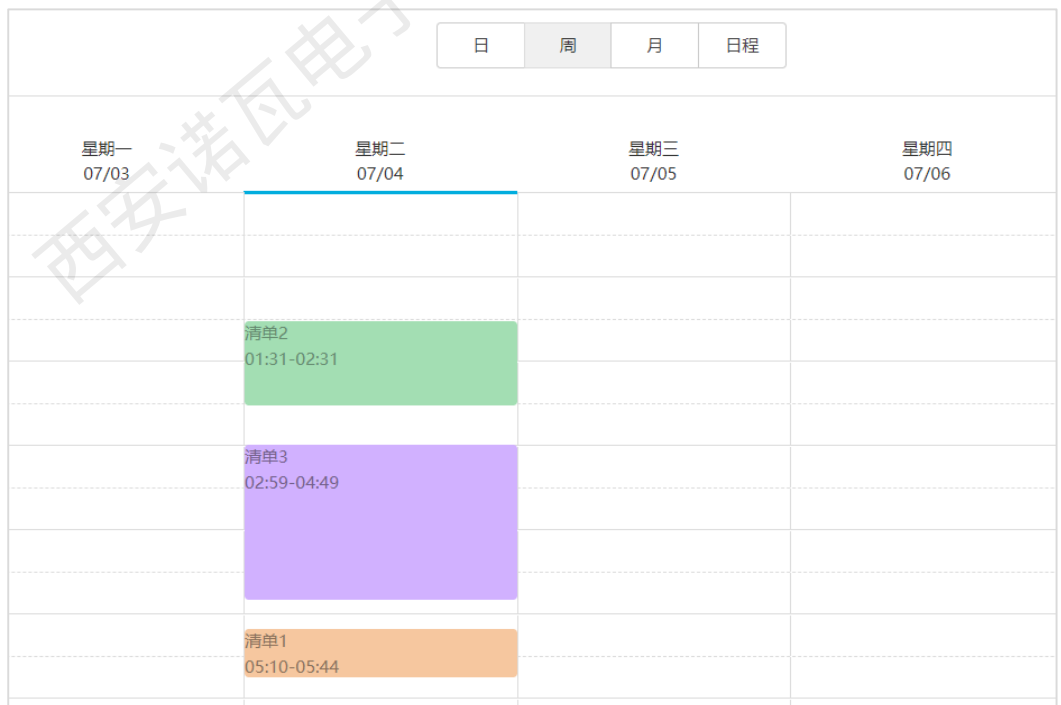 日
周
月
日程
星期一
07/03
星期二
07/04
星期三
07/05
星期四
07/06
清单2
01:31-02:31
清单3
02:59-04:49
清单1
05:10-05:44
西安诺瓦电子